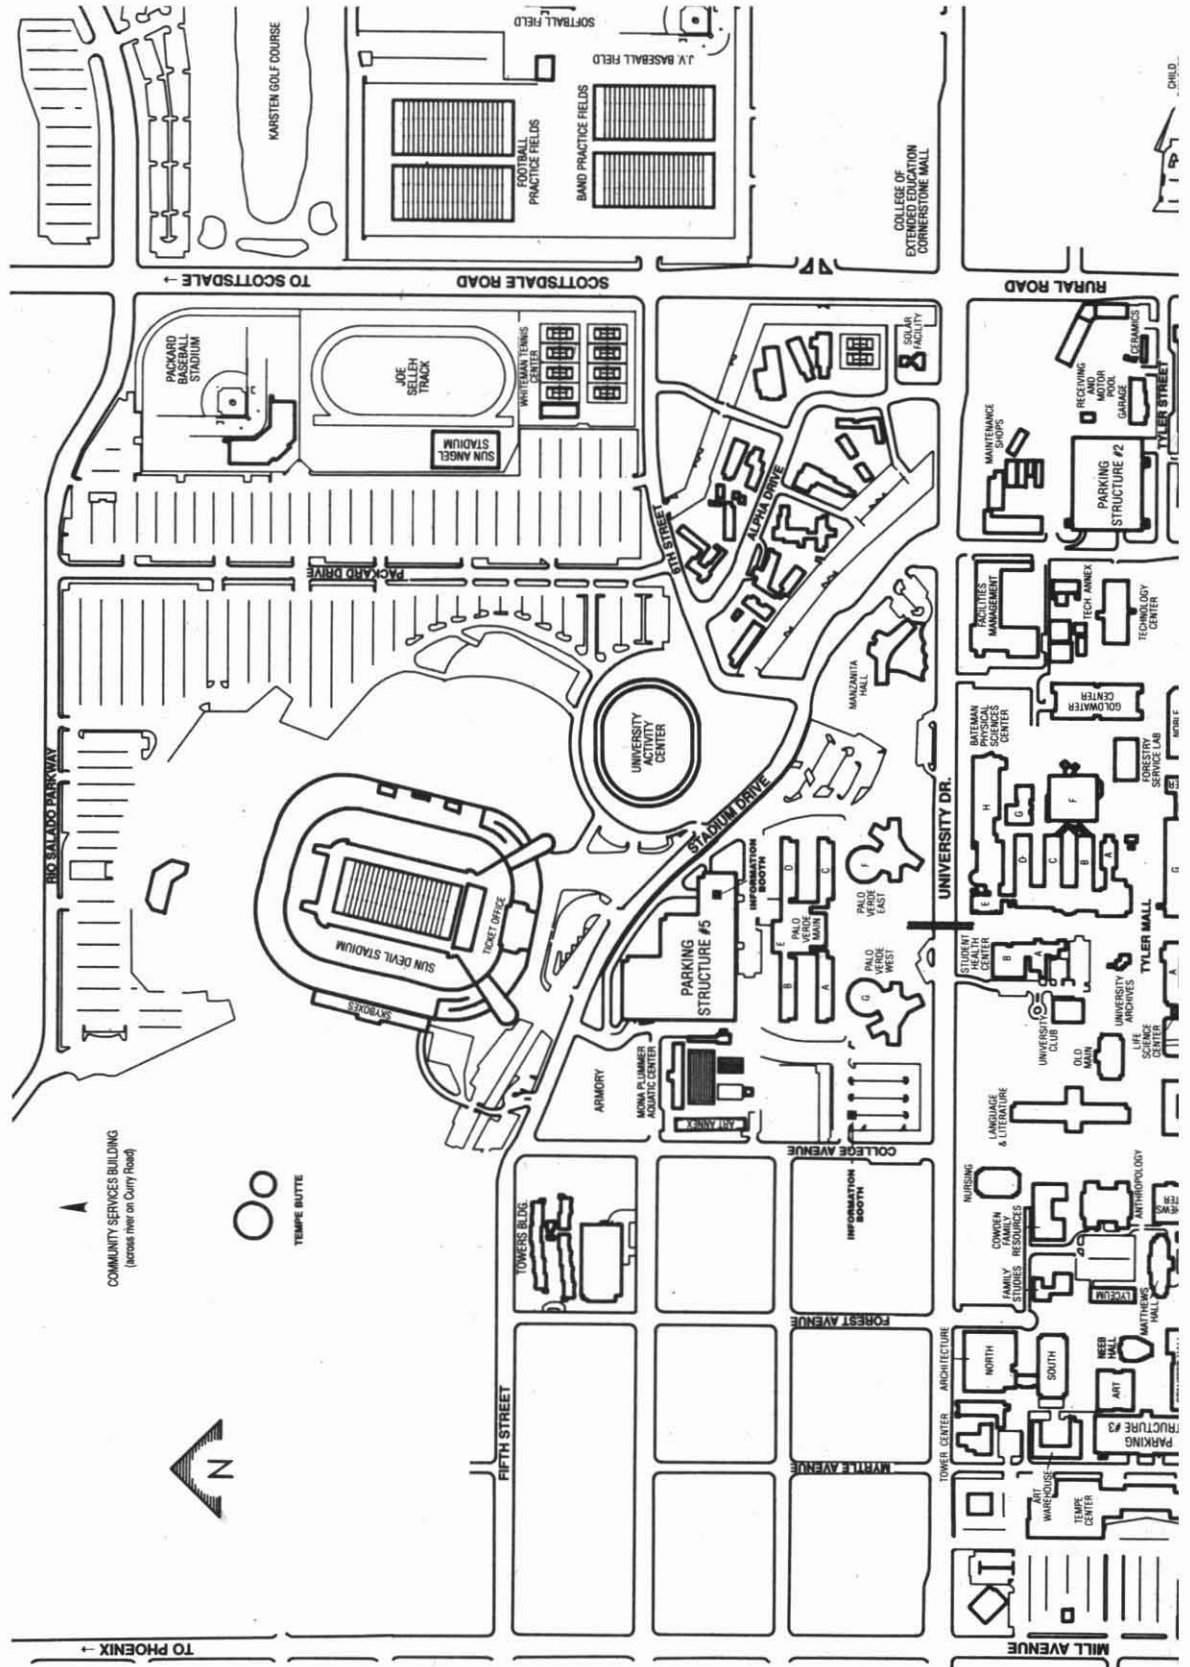 TO PHOENIX →
COMMUNITY SERVICES BUILDING
(across river on Curry Road)
RIO SALADO PARKWAY
N
TEMPE BUTTE
PACKARD
BASEBALL
STADIUM
TO SCOTTSDALE →
KARSTEN GOLF COURSE
SKYBOXES
SUN DEVIL STADIUM
TICKET OFFICE
PACKARD DRIVE
JOE
SELLEH
TRACK
SUN ANGEL
STADIUM
WHITEMAN TENNIS
CENTER
SCOTTSDALE ROAD
FOOTBALL
PRACTICE FIELDS
SOFTBALL FIELD
BAND PRACTICE FIELDS
J.V. BASEBALL FIELD
FIFTH STREET
TOWERS BLDG.
ARMORY
MONA PLUMMER
AQUATIC CENTER
ART ANNEX
PARKING
STRUCTURE #5
UNIVERSITY
ACTIVITY
CENTER
STADIUM DRIVE
6TH STREET
ALPHA DRIVE
INFORMATION
BOOTH
E
PALO
VERDE
MAIN
B
A
D
C
MYRTLE AVENUE
FOREST AVENUE
COLLEGE AVENUE
INFORMATION
BOOTH
PALO
VERDE
WEST
G
PALO
VERDE
EAST
F
MANZANITA
HALL
SOLAR
FACILITY
COLLEGE OF
EXTENDED EDUCATION
CORNERSTONE MALL
UNIVERSITY DR.
TOWER CENTER
ARCHITECTURE
NORTH
SOUTH
FAMILY
STUDIES
COWDEN
FAMILY
RESOURCES
NURSING
LANGUAGE
& LITERATURE
STUDENT
HEALTH
CENTER
B
A
UNIVERSITY
CLUB
BATEMAN
PHYSICAL
SCIENCES
CENTER
E
H
G
D
C
B
A
F
FACILITIES
MANAGEMENT
MAINTENANCE
SHOPS
RURAL ROAD
MILL AVENUE
ART
WAREHOUSE
TEMPE
CENTER
PARKING
STRUCTURE #3
ART
NEEB
HALL
LYCEUM
MATTHEWS
HALL
ANTHROPOLOGY
OLD
MAIN
UNIVERSITY
ARCHIVES
LIFE
SCIENCE
CENTER
A
TYLER MALL
G
FORESTRY
SERVICE LAB
GOLDWATER
CENTER
NOBLE
TECH. ANNEX
TECHNOLOGY
CENTER
PARKING
STRUCTURE #2
RECEIVING
AND
MOTOR
POOL
GARAGE
CERAMICS
TYLER STREET
CHILD